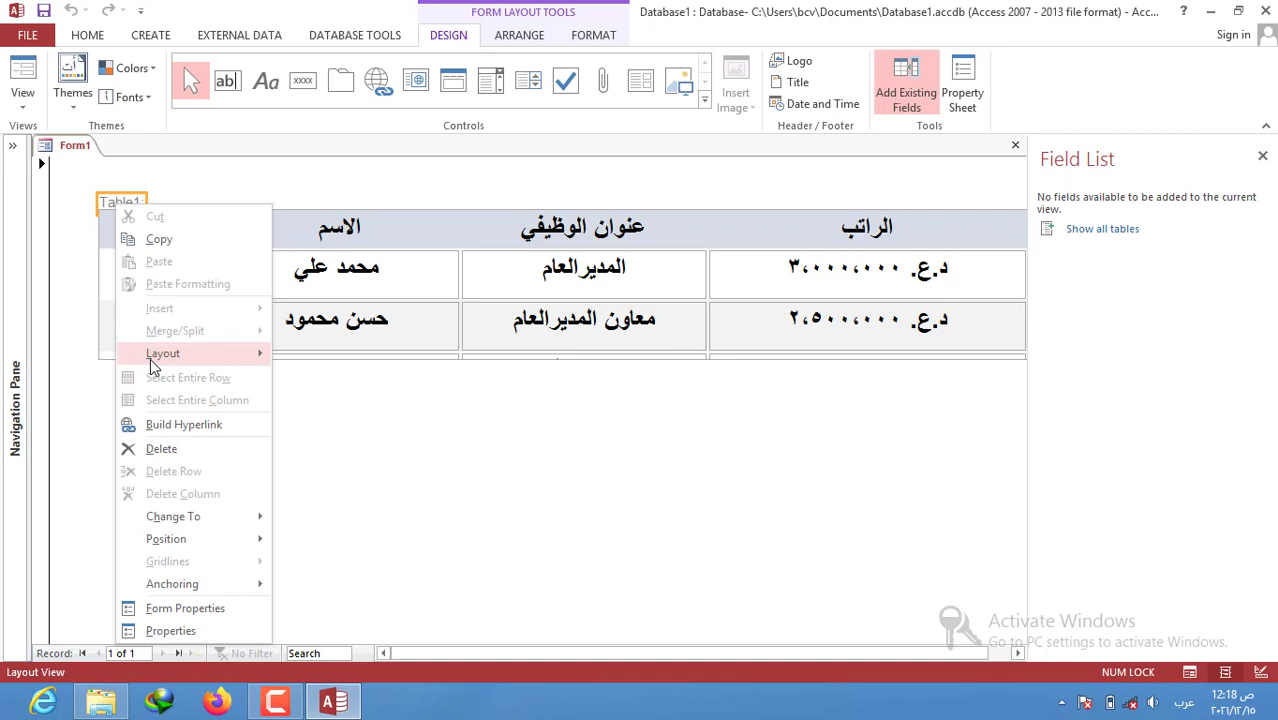 FORM LAYOUT TOOLS
Database1 : Database- C:\Users\bcv\Documents\Database1.accdb (Access 2007 - 2013 file format) - Acc...
FILE HOME CREATE EXTERNAL DATA DATABASE TOOLS DESIGN ARRANGE FORMAT Sign in
View
Views
Themes
Colors
Fonts
Themes
ab|
Aa
xxxx
Controls
Insert Image
Logo
Title
Date and Time
Header / Footer
Add Existing Fields
Property Sheet
Tools
Form1
Navigation Pane
Table1:
الاسم عنوان الوظيفي الراتب
محمد علي المديرالعام د.ع. ٣،٠٠٠،٠٠٠
حسن محمود معاون المديرالعام د.ع. ٢،٥٠٠،٠٠٠
Cut
Copy
Paste
Paste Formatting
Insert
Merge/Split
Layout
Select Entire Row
Select Entire Column
Build Hyperlink
Delete
Delete Row
Delete Column
Change To
Position
Gridlines
Anchoring
Form Properties
Properties
Field List
No fields available to be added to the current view.
Show all tables
Activate Windows
Go to PC settings to activate Windows.
Record: 1 of 1 No Filter Search
Layout View NUM LOCK
عرب
12:18 ص
٢٠٢١/١٢/١٥